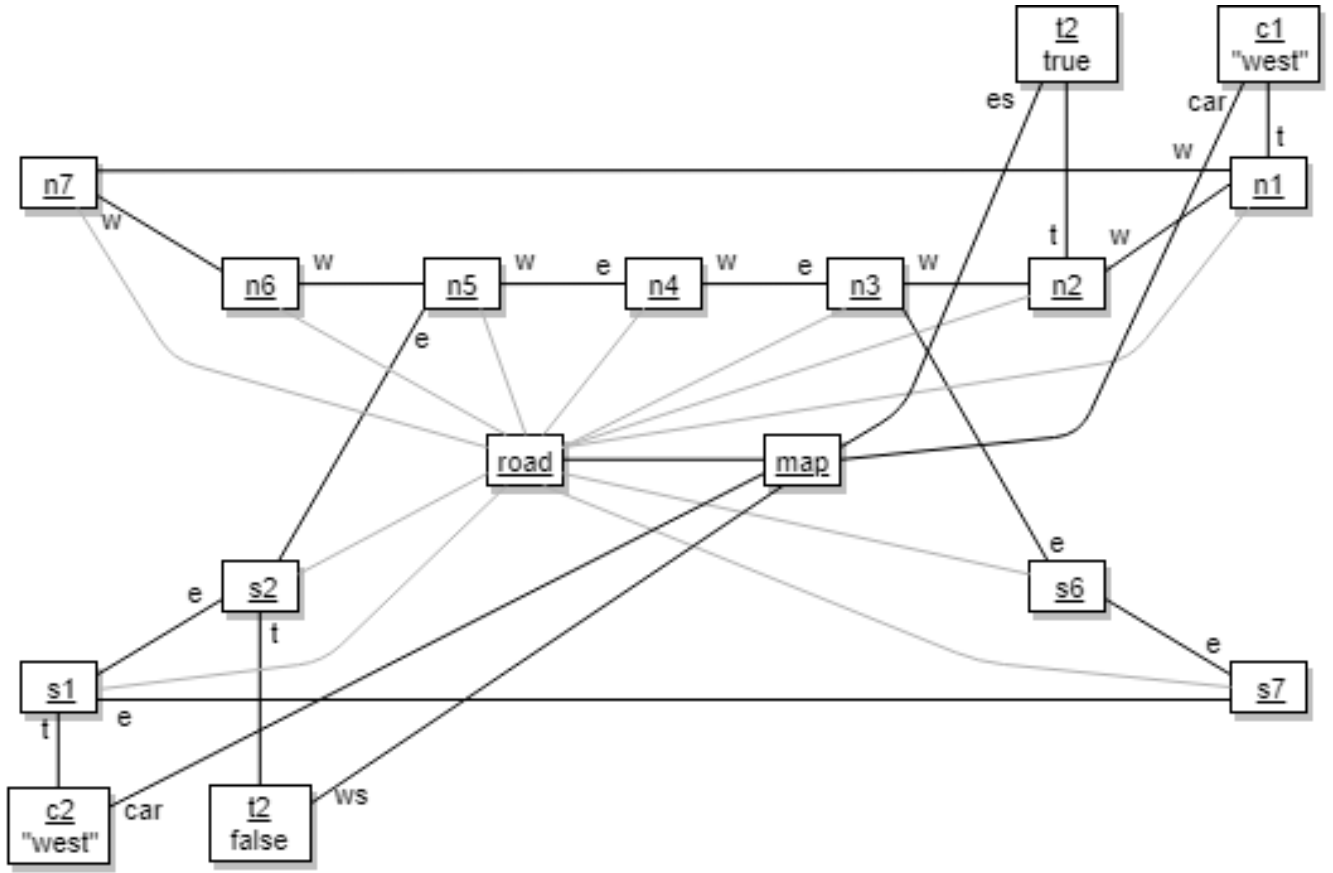 t2
true
c1
"west"
es
car
t
w
n7
n1
w
t
w
n6
w
n5
w
e
n4
w
e
n3
w
n2
e
road
map
e
s2
e
s6
t
e
s1
s7
t
e
c2
"west"
car
t2
false
ws